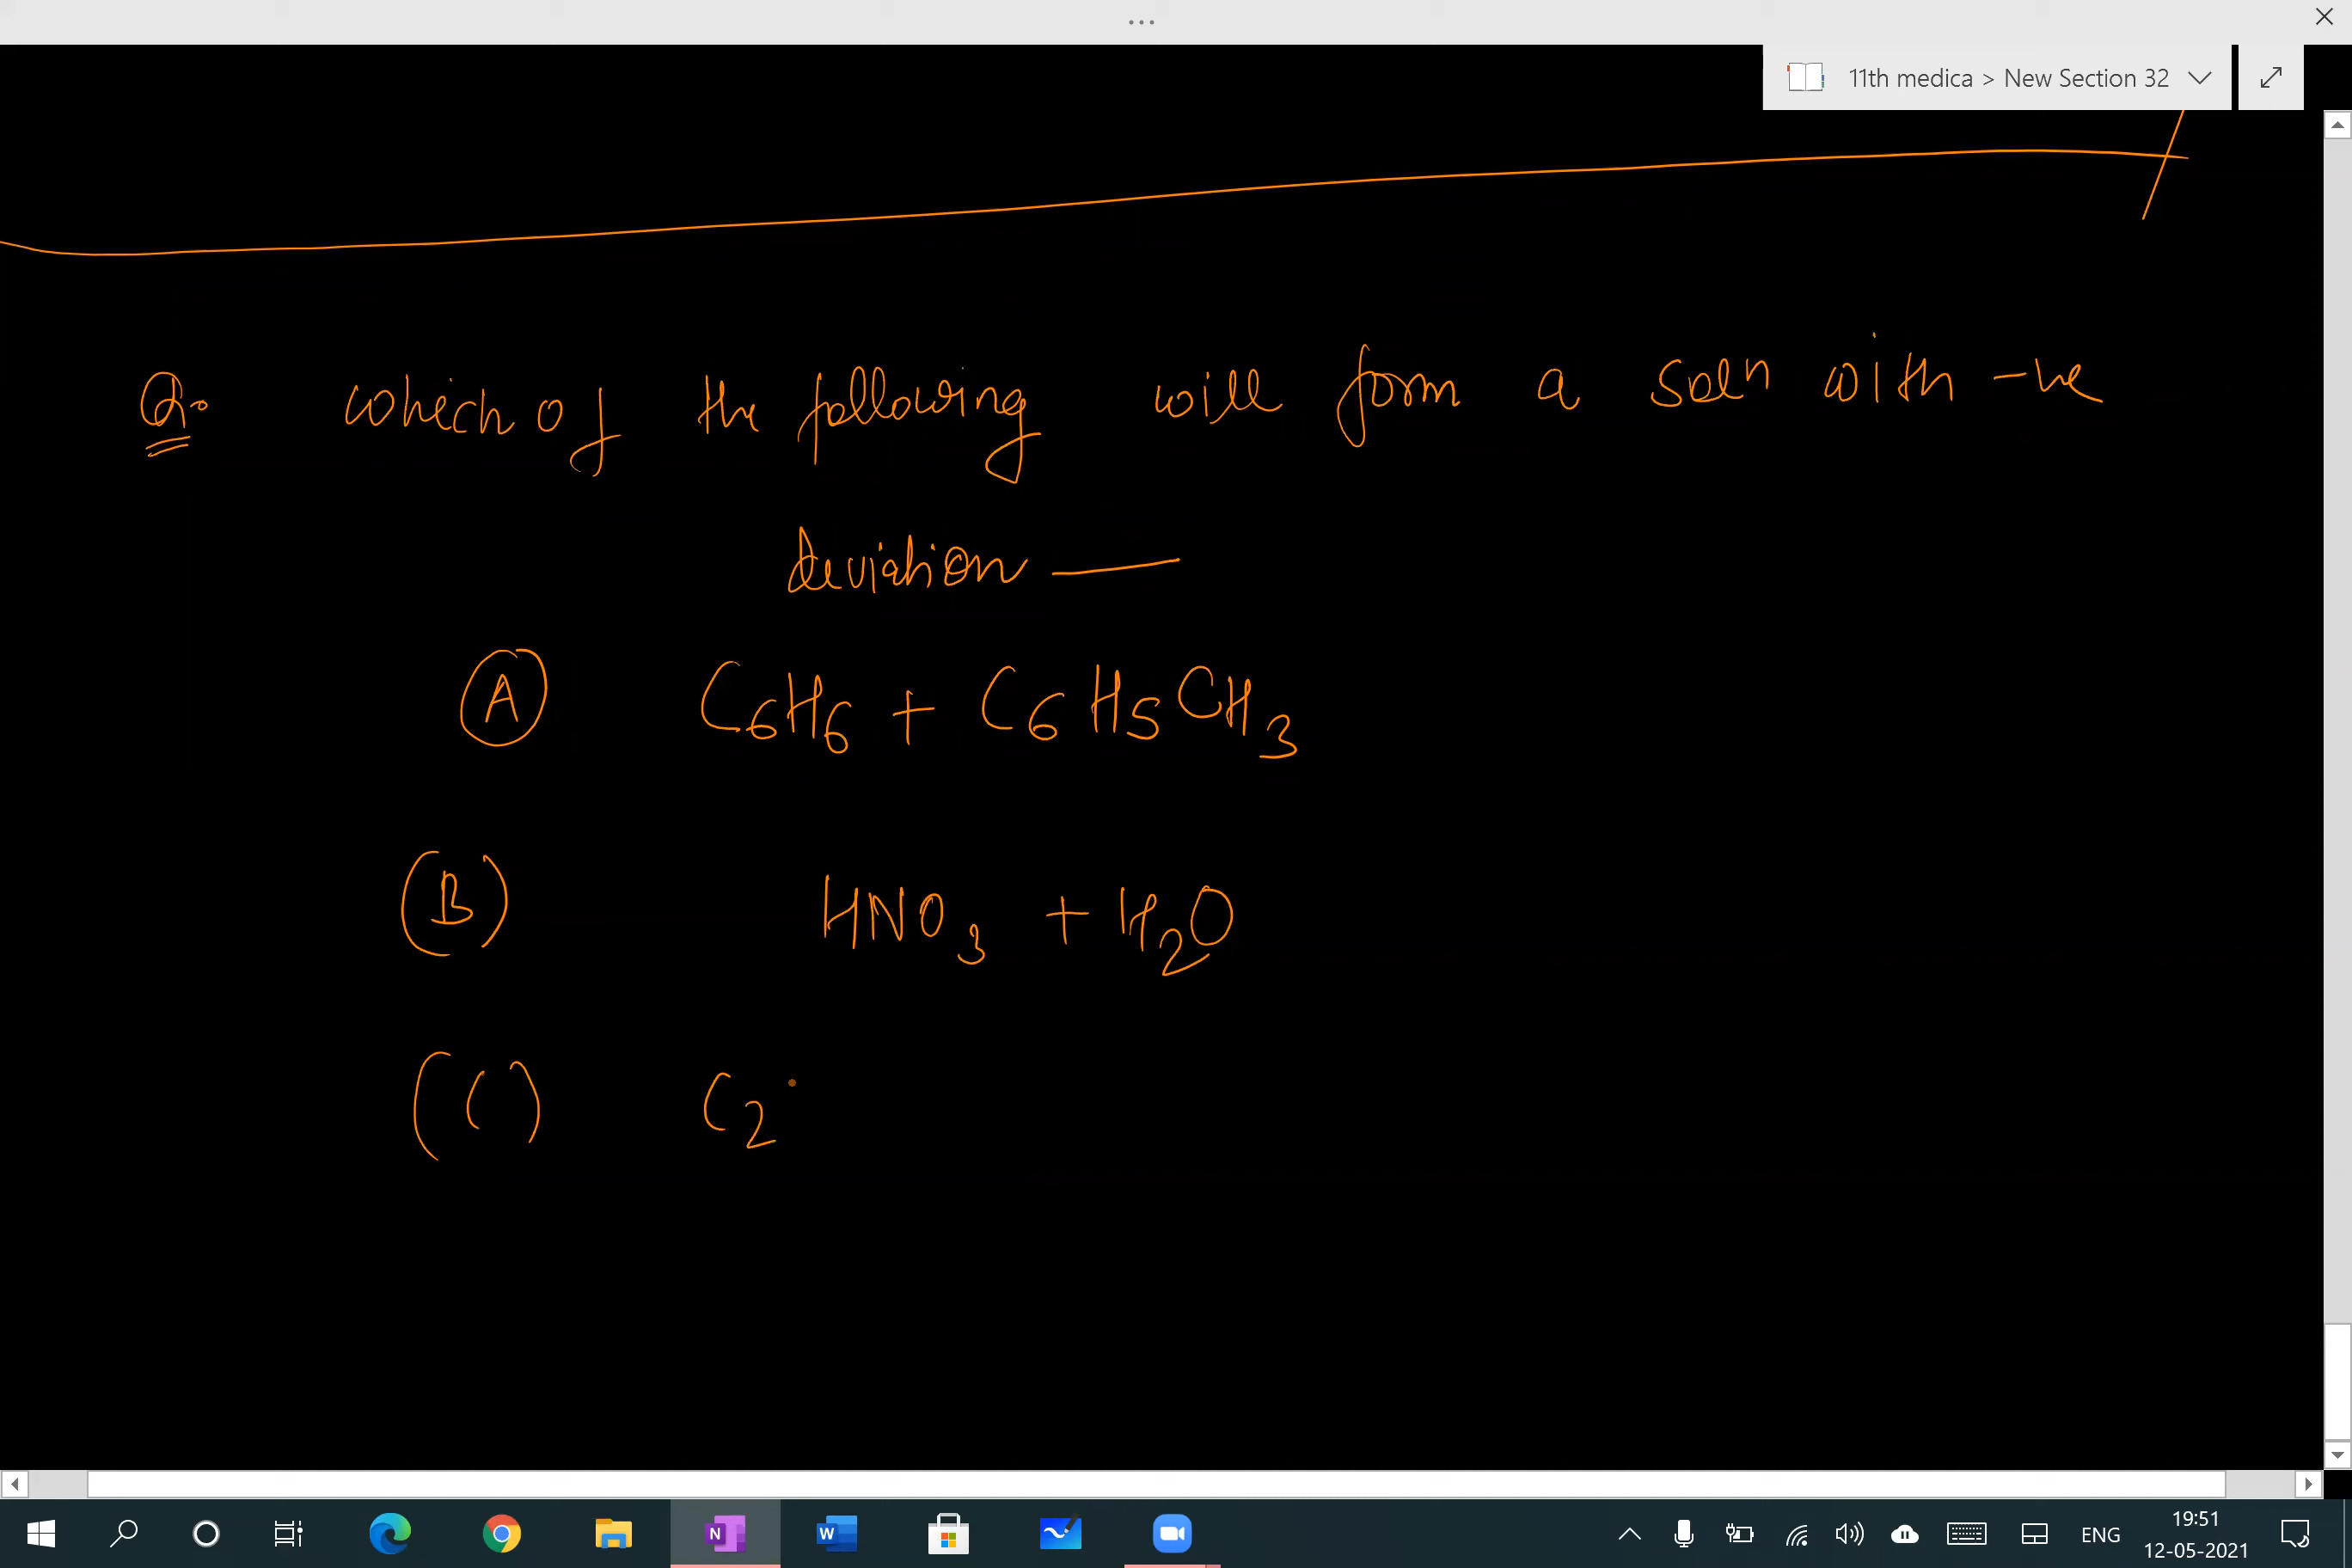 ...
11th medica > New Section 32
Q. which of the following will form a soln with -ve
deviation —
(A) C6H6 + C6H5CH3
(B) HNO3 + H2O
(C) C2
N
W
ENG
19:51
12-05-2021